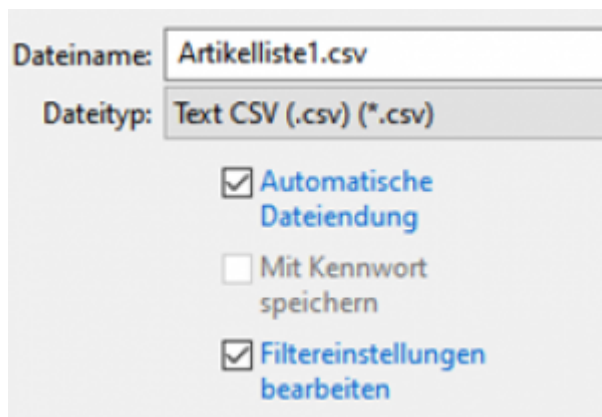 Dateiname: Artikelliste1.csv
Dateityp: Text CSV (.csv) (*.csv)
Automatische
Dateiendung
Mit Kennwort
speichern
Filtereinstellungen
bearbeiten